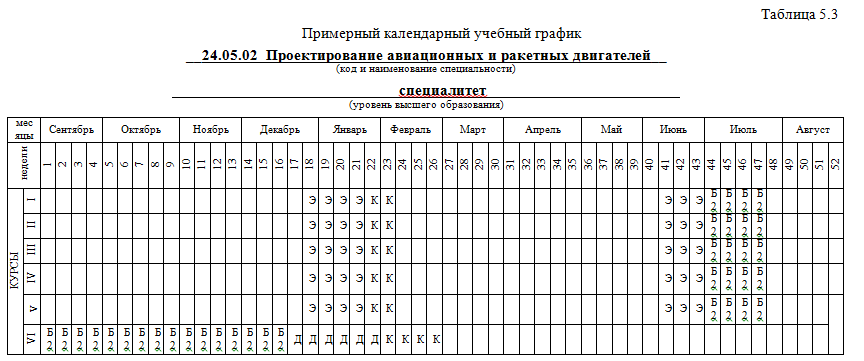 Таблица 5.3
Примерный календарный учебный график
24.05.02 Проектирование авиационных и ракетных двигателей
(код и наименование специальности)
специалитет
(уровень высшего образования)
мес яцы Сентябрь Октябрь Ноябрь Декабрь Январь Февраль Март Апрель Май Июнь Июль Август
недели 1 2 3 4 5 6 7 8 9 10 11 12 13 14 15 16 17 18 19 20 21 22 23 24 25 26 27 28 29 30 31 32 33 34 35 36 37 38 39 40 41 42 43 44 45 46 47 48 49 50 51 52
КУРСЫ
I Э Э Э Э К К Э Э Э Б2 Б2 Б2 Б2
II Э Э Э Э К К Э Э Э Б2 Б2 Б2 Б2
III Э Э Э Э К К Э Э Э Б2 Б2 Б2 Б2
IV Э Э Э Э К К Э Э Э Б2 Б2 Б2 Б2
V Э Э Э Э К К Э Э Э Б2 Б2 Б2 Б2
VI Б2 Б2 Б2 Б2 Б2 Б2 Б2 Б2 Б2 Б2 Б2 Б2 Б2 Б2 Б2 Б2 Д Д Д Д Д Д К К К К